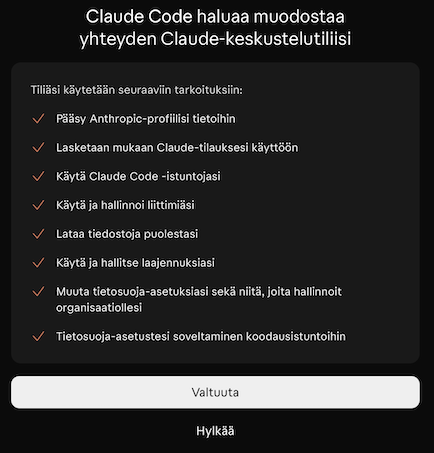 Claude Code haluaa muodostaa
yhteyden Claude-keskustelutiliisi
Tiliäsi käytetään seuraaviin tarkoituksiin:
Pääsy Anthropic-profiilisi tietoihin
Lasketaan mukaan Claude-tilauksesi käyttöön
Käytä Claude Code -istuntojasi
Käytä ja hallinnoi liittimiäsi
Lataa tiedostoja puolestasi
Käytä ja hallitse laajennuksiasi
Muuta tietosuoja-asetuksiasi sekä niitä, joita hallinnoit
organisaatiollesi
Tietosuoja-asetustesi soveltaminen koodausistuntoihin
Valtuuta
Hylkää